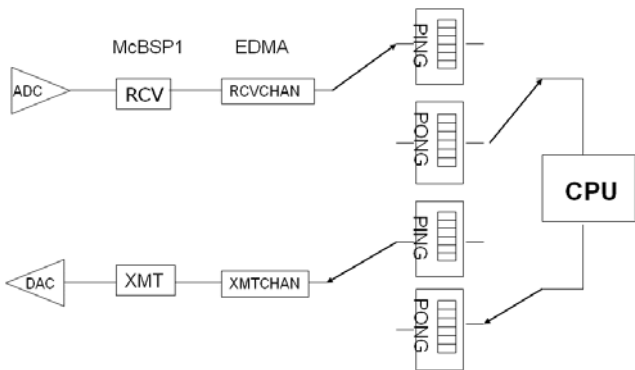 McBSP1 EDMA
PING
ADC RCV RCVCHAN
PONG
CPU
PING
DAC XMT XMTCHAN
PONG